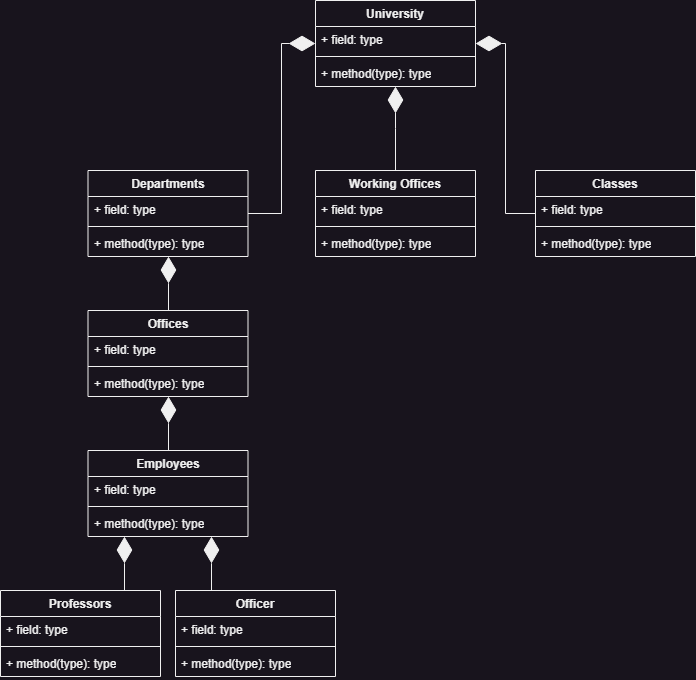 University
+ field: type
+ method(type): type
Departments
+ field: type
+ method(type): type
Working Offices
+ field: type
+ method(type): type
Classes
+ field: type
+ method(type): type
Offices
+ field: type
+ method(type): type
Employees
+ field: type
+ method(type): type
Professors
+ field: type
+ method(type): type
Officer
+ field: type
+ method(type): type